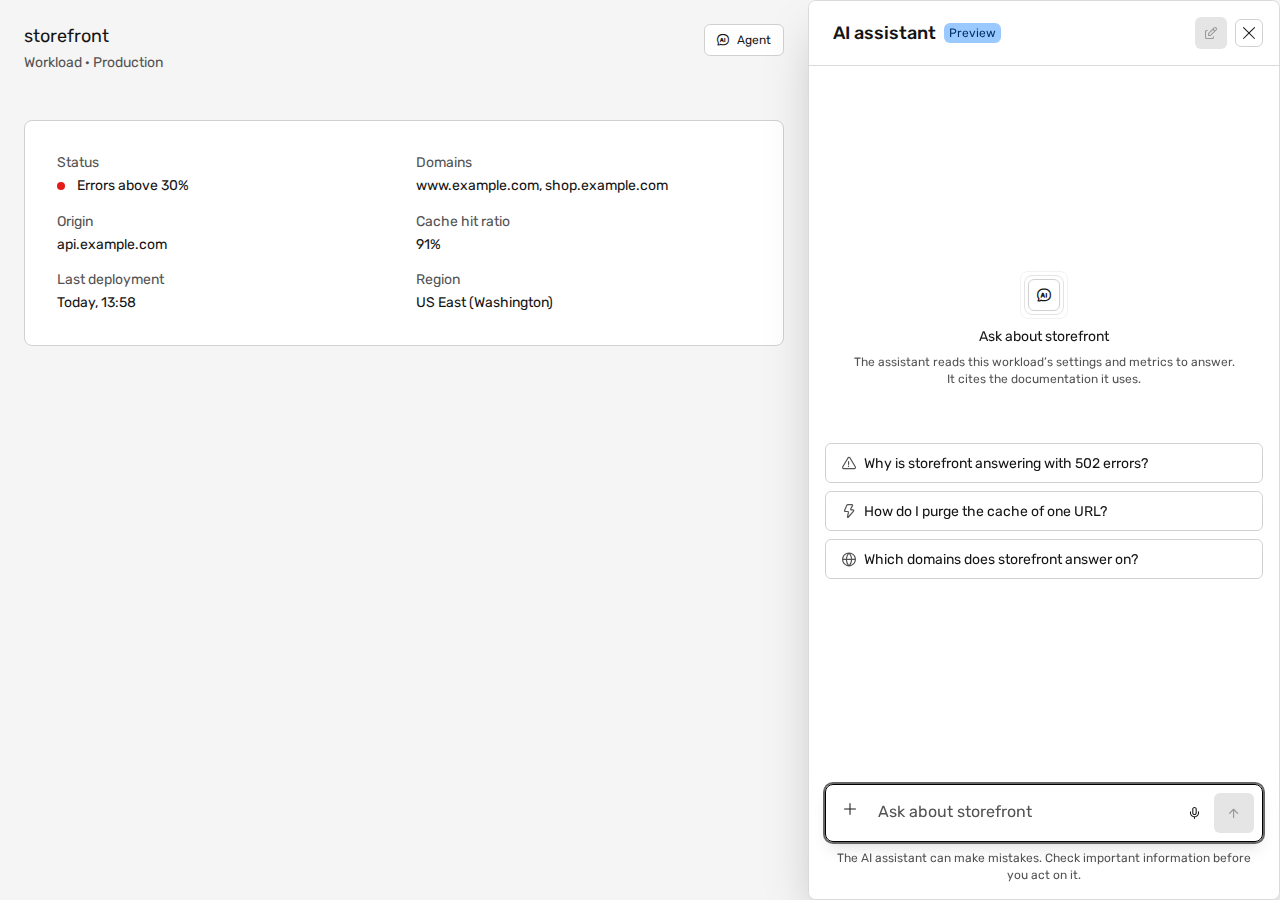 storefront
Workload • Production
AI Agent
Status
Errors above 30%
Domains
www.example.com, shop.example.com
Origin
api.example.com
Cache hit ratio
91%
Last deployment
Today, 13:58
Region
US East (Washington)
AI assistant Preview
AI
Ask about storefront
The assistant reads this workload’s settings and metrics to answer.
It cites the documentation it uses.
Why is storefront answering with 502 errors?
How do I purge the cache of one URL?
Which domains does storefront answer on?
Ask about storefront
The AI assistant can make mistakes. Check important information before
you act on it.